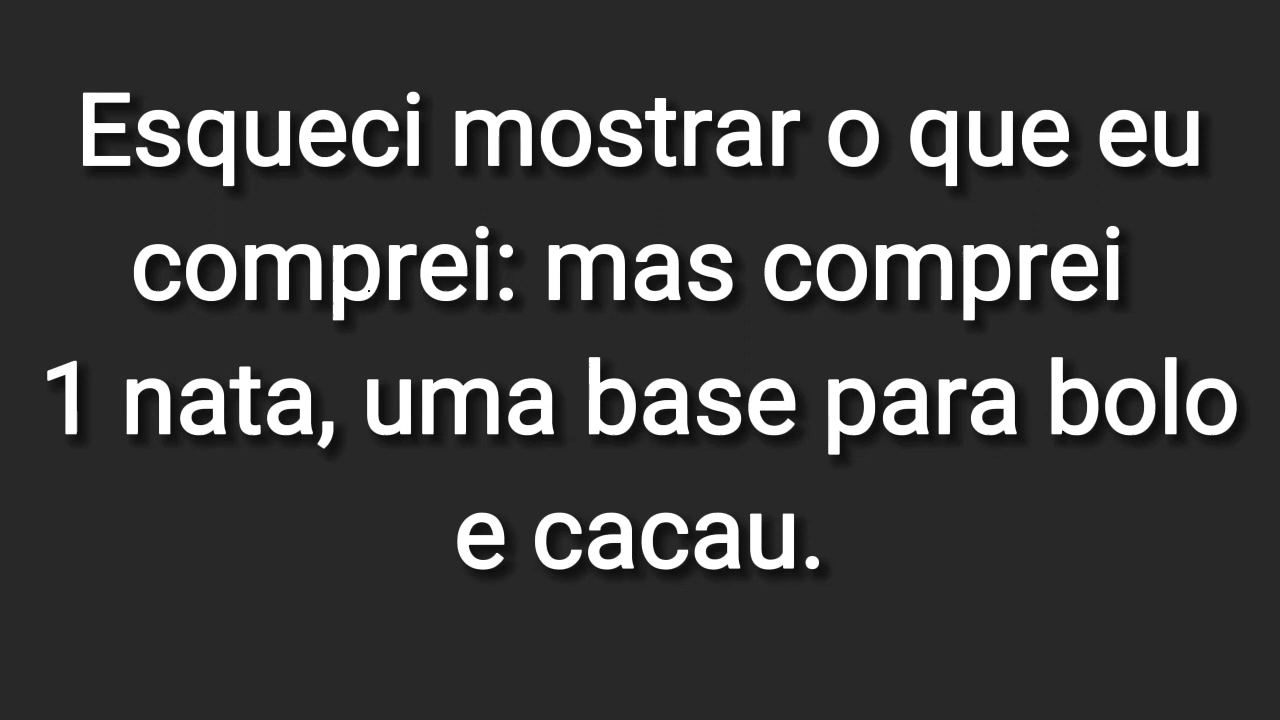 Esqueci mostrar o que eu
comprei: mas comprei
1 nata, uma base para bolo
e cacau.